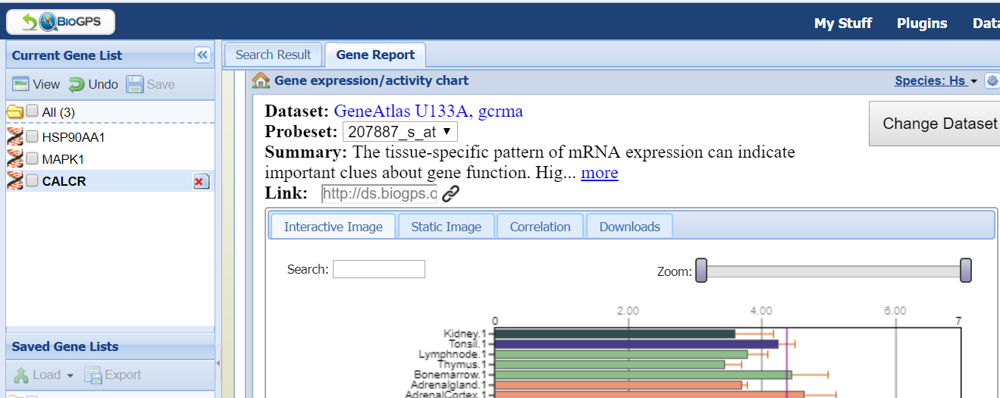 BioGPS
My Stuff Plugins Data
Current Gene List
View Undo Save
All (3)
HSP90AA1
MAPK1
CALCR
Saved Gene Lists
Load Export
Search Result Gene Report
Gene expression/activity chart Species: Hs
Dataset: GeneAtlas U133A, gcrma
Change Dataset
Probeset: 207887_s_at
Summary: The tissue-specific pattern of mRNA expression can indicate
important clues about gene function. Hig... more
Link: http://ds.biogps.o
Interactive Image Static Image Correlation Downloads
Search: Zoom:
0 2.00 4.00 6.00 7
Kidney.1
Tonsil.1
Lymphnode.1
Thymus.1
Bonemarrow.1
Adrenalgland.1
AdrenalCortex.1